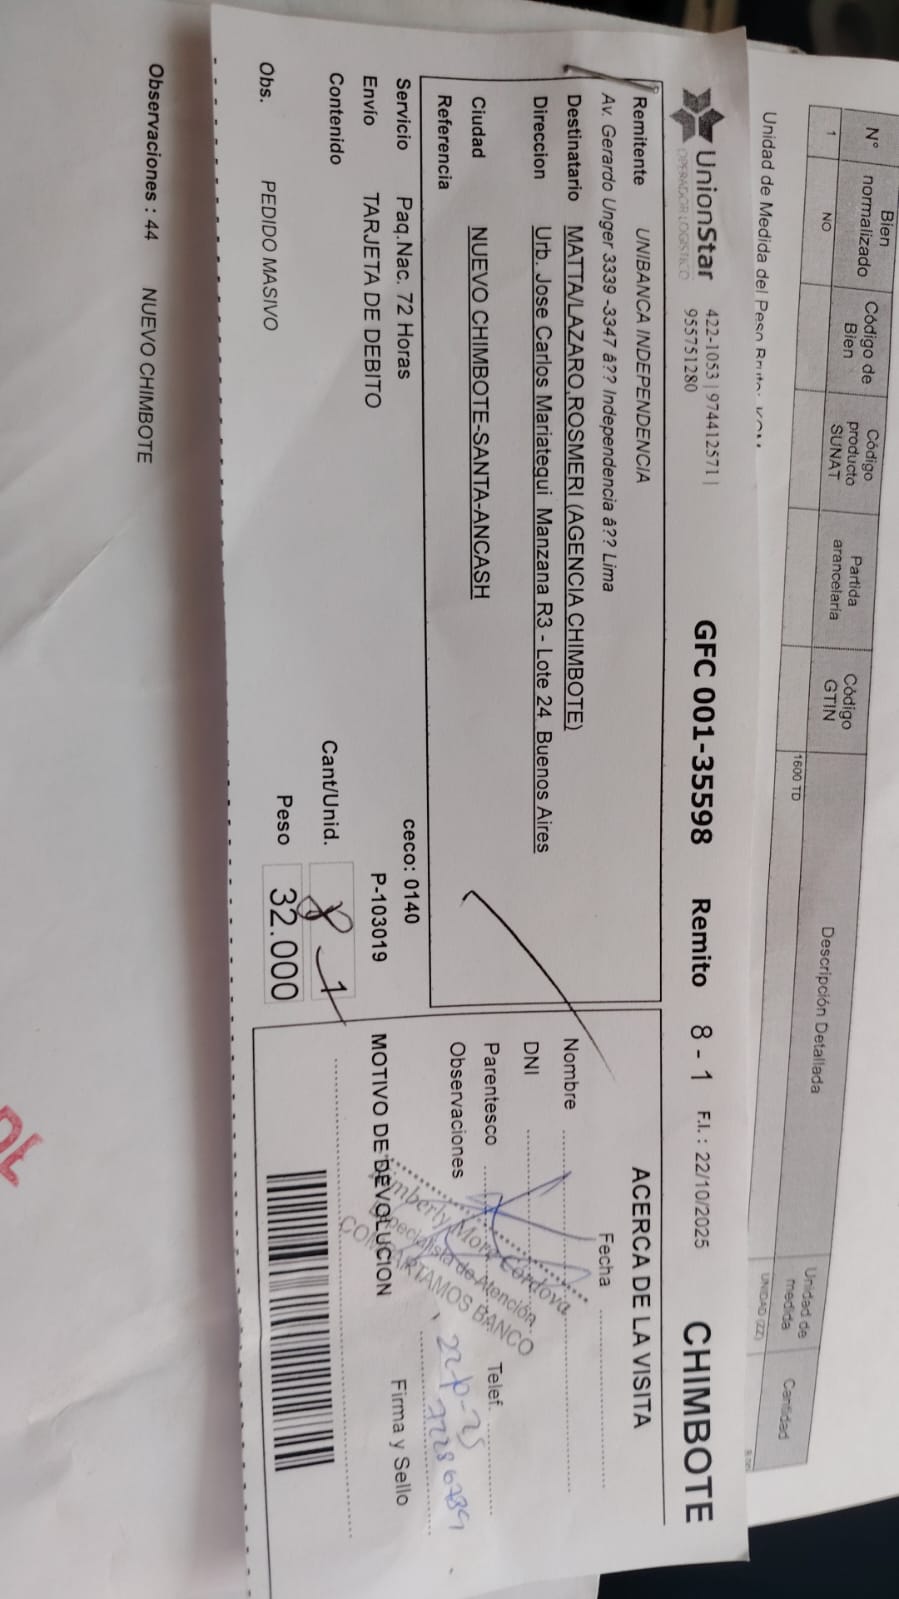 Bien
N° normalizado
Código de
Bien
Código
producto
SUNAT
Partida
arancelaria
Código
GTIN
Descripción Detallada
Unidad de
medida
Cantidad
1 NO
1600 TD
UNIDAD (ZZ)
Unidad de Medida del Peso
UnionStar
OPERADOR LOGISTICO
422-1053 | 974412571 |
955751280
GFC 001-35598 Remito 8 - 1 F.I. : 22/10/2025 CHIMBOTE
Remitente UNIBANCA INDEPENDENCIA
Av. Gerardo Unger 3339 -3347 â?? Independencia â?? Lima
Destinatario MATTA/LAZARO,ROSMERI (AGENCIA CHIMBOTE)
Direccion Urb. Jose Carlos Mariategui Manzana R3 - Lote 24 Buenos Aires
Ciudad NUEVO CHIMBOTE-SANTA-ANCASH
Referencia
Servicio Paq.Nac. 72 Horas ceco: 0140
Envío TARJETA DE DEBITO P-103019
Contenido Cant/Unid. 8 1
Obs. PEDIDO MASIVO Peso 32.000
ACERCA DE LA VISITA
Fecha
Nombre
DNI
Parentesco Telef.
Observaciones
MOTIVO DE DEVOLUCION Firma y Sello
Cordova
Especialista de Atención
COMPARTAMOS BANCO
Observaciones : 44 NUEVO CHIMBOTE